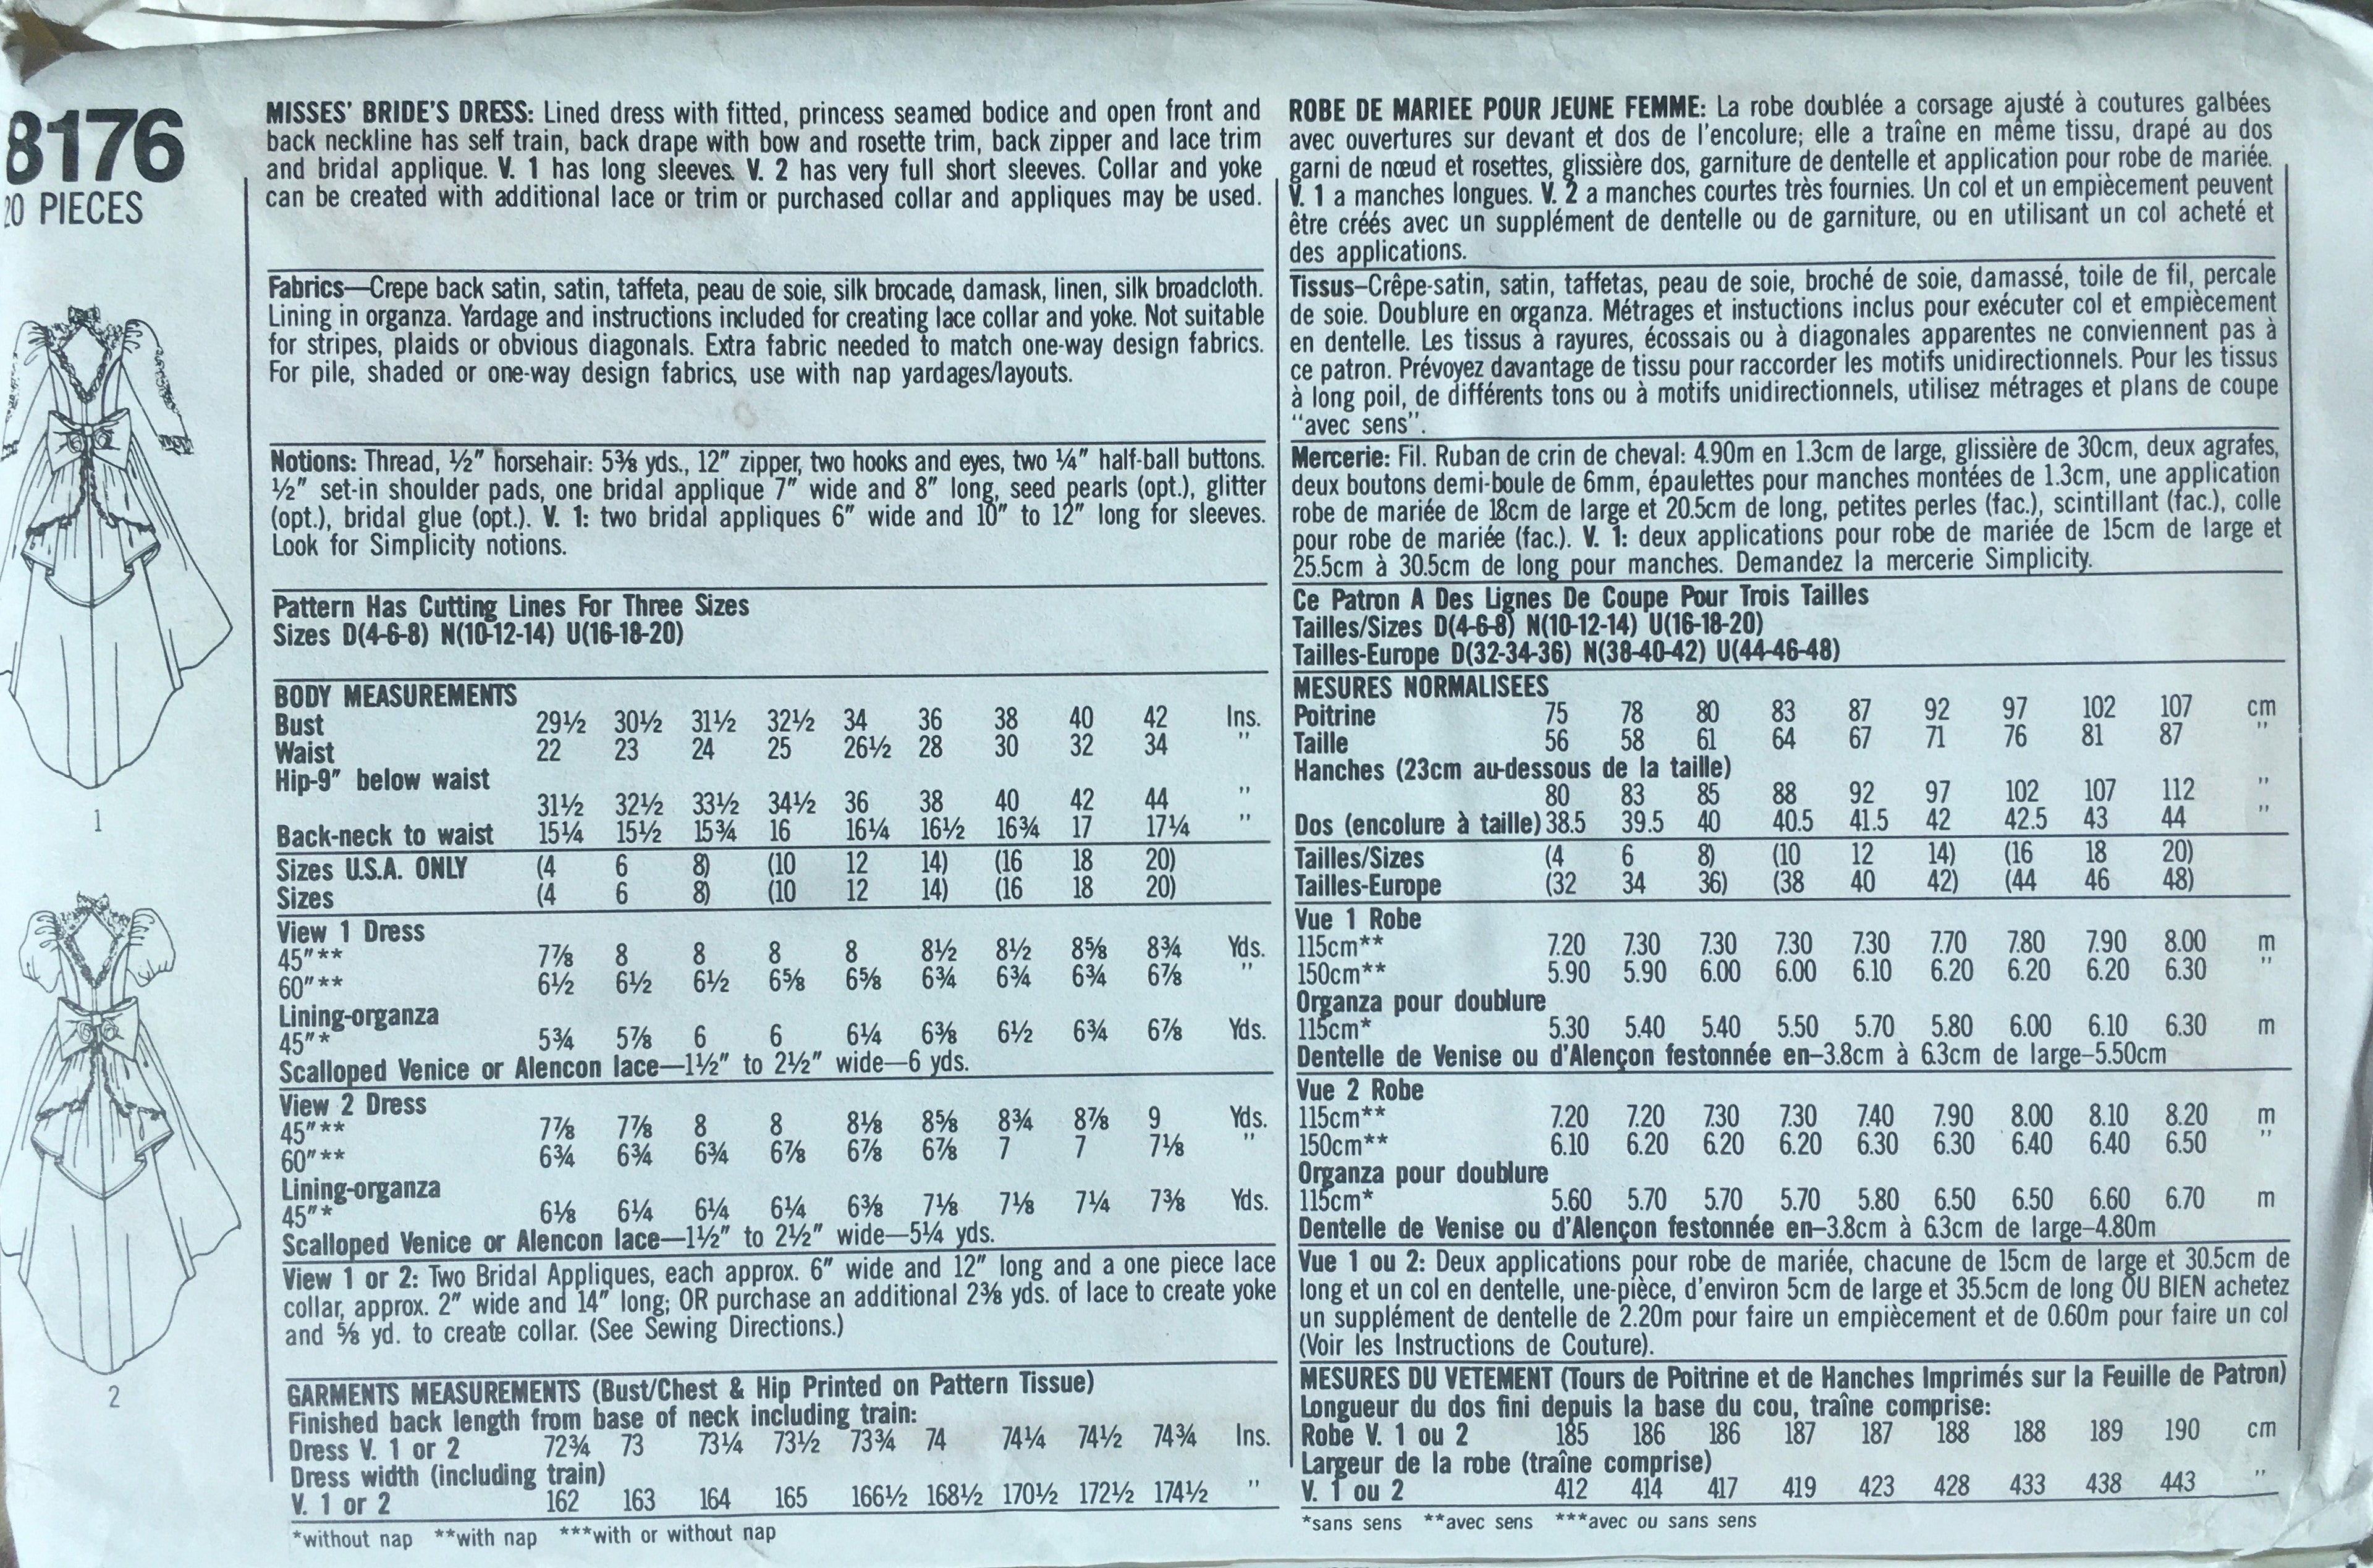 8176
20 PIECES
1
2
MISSES' BRIDE'S DRESS: Lined dress with fitted, princess seamed bodice and open front and
back neckline has self train, back drape with bow and rosette trim, back zipper and lace trim
and bridal applique. V. 1 has long sleeves. V. 2 has very full short sleeves. Collar and yoke
can be created with additional lace or trim or purchased collar and appliques may be used.
Fabrics—Crepe back satin, satin, taffeta, peau de soie, silk brocade, damask, linen, silk broadcloth.
Lining in organza. Yardage and instructions included for creating lace collar and yoke. Not suitable
for stripes, plaids or obvious diagonals. Extra fabric needed to match one-way design fabrics.
For pile, shaded or one-way design fabrics, use with nap yardages/layouts.
Notions: Thread, ½" horsehair: 5⅜ yds., 12" zipper, two hooks and eyes, two ¼" half-ball buttons.
½" set-in shoulder pads, one bridal applique 7" wide and 8" long, seed pearls (opt.), glitter
(opt.), bridal glue (opt.). V. 1: two bridal appliques 6" wide and 10" to 12" long for sleeves.
Look for Simplicity notions.
Pattern Has Cutting Lines For Three Sizes
Sizes D(4-6-8) N(10-12-14) U(16-18-20)
BODY MEASUREMENTS
Bust 29½ 30½ 31½ 32½ 34 36 38 40 42 Ins.
Waist 22 23 24 25 26½ 28 30 32 34 "
Hip-9" below waist
31½ 32½ 33½ 34½ 36 38 40 42 44 "
Back-neck to waist 15¼ 15½ 15¾ 16 16¼ 16½ 16¾ 17 17¼ "
Sizes U.S.A. ONLY (4 6 8) (10 12 14) (16 18 20)
Sizes (4 6 8) (10 12 14) (16 18 20)
View 1 Dress
45"** 7⅞ 8 8 8 8 8½ 8½ 8⅝ 8¾ Yds.
60"** 6½ 6½ 6½ 6⅝ 6⅝ 6¾ 6¾ 6¾ 6⅞ "
Lining-organza
45"* 5¾ 5⅞ 6 6 6¼ 6⅜ 6½ 6¾ 6⅞ Yds.
Scalloped Venice or Alencon lace—1½" to 2½" wide—6 yds.
View 2 Dress
45"** 7⅞ 7⅞ 8 8 8⅛ 8⅝ 8¾ 8⅞ 9 Yds.
60"** 6¾ 6¾ 6¾ 6⅞ 6⅞ 6⅞ 7 7 7⅛ "
Lining-organza
45"* 6⅛ 6¼ 6¼ 6¼ 6⅜ 7⅛ 7⅛ 7¼ 7⅜ Yds.
Scalloped Venice or Alencon lace—1½" to 2½" wide—5¼ yds.
View 1 or 2: Two Bridal Appliques, each approx. 6" wide and 12" long and a one piece lace
collar, approx. 2" wide and 14" long; OR purchase an additional 2⅜ yds. of lace to create yoke
and ⅝ yd. to create collar. (See Sewing Directions.)
GARMENTS MEASUREMENTS (Bust/Chest & Hip Printed on Pattern Tissue)
Finished back length from base of neck including train:
Dress V. 1 or 2 72¾ 73 73¼ 73½ 73¾ 74 74¼ 74½ 74¾ Ins.
Dress width (including train)
V. 1 or 2 162 163 164 165 166½ 168½ 170½ 172½ 174½ "
*without nap **with nap ***with or without nap
ROBE DE MARIEE POUR JEUNE FEMME: La robe doublée a corsage ajusté à coutures galbées
avec ouvertures sur devant et dos de l'encolure; elle a traîne en même tissu, drapé au dos
garni de nœud et rosettes, glissière dos, garniture de dentelle et application pour robe de mariée.
V. 1 a manches longues. V. 2 a manches courtes très fournies. Un col et un empiècement peuvent
être créés avec un supplément de dentelle ou de garniture, ou en utilisant un col acheté et
des applications.
Tissus—Crêpe-satin, satin, taffetas, peau de soie, broché de soie, damassé, toile de fil, percale
de soie. Doublure en organza. Métrages et instuctions inclus pour exécuter col et empiècement
en dentelle. Les tissus à rayures, écossais ou à diagonales apparentes ne conviennent pas à
ce patron. Prévoyez davantage de tissu pour raccorder les motifs unidirectionnels. Pour les tissus
à long poil, de différents tons ou à motifs unidirectionnels, utilisez métrages et plans de coupe
"avec sens".
Mercerie: Fil. Ruban de crin de cheval: 4.90m en 1.3cm de large, glissière de 30cm, deux agrafes,
deux boutons demi-boule de 6mm, épaulettes pour manches montées de 1.3cm, une application
robe de mariée de 18cm de large et 20.5cm de long, petites perles (fac.), scintillant (fac.), colle
pour robe de mariée (fac.). V. 1: deux applications pour robe de mariée de 15cm de large et
25.5cm à 30.5cm de long pour manches. Demandez la mercerie Simplicity.
Ce Patron A Des Lignes De Coupe Pour Trois Tailles
Tailles/Sizes D(4-6-8) N(10-12-14) U(16-18-20)
Tailles-Europe D(32-34-36) N(38-40-42) U(44-46-48)
MESURES NORMALISEES
Poitrine 75 78 80 83 87 92 97 102 107 cm
Taille 56 58 61 64 67 71 76 81 87 "
Hanches (23cm au-dessous de la taille)
80 83 85 88 92 97 102 107 112 "
Dos (encolure à taille) 38.5 39.5 40 40.5 41.5 42 42.5 43 44 "
Tailles/Sizes (4 6 8) (10 12 14) (16 18 20)
Tailles-Europe (32 34 36) (38 40 42) (44 46 48)
Vue 1 Robe
115cm** 7.20 7.30 7.30 7.30 7.30 7.70 7.80 7.90 8.00 m
150cm** 5.90 5.90 6.00 6.00 6.10 6.20 6.20 6.20 6.30 "
Organza pour doublure
115cm* 5.30 5.40 5.40 5.50 5.70 5.80 6.00 6.10 6.30 m
Dentelle de Venise ou d'Alençon festonnée en—3.8cm à 6.3cm de large—5.50cm
Vue 2 Robe
115cm** 7.20 7.20 7.30 7.30 7.40 7.90 8.00 8.10 8.20 m
150cm** 6.10 6.20 6.20 6.20 6.30 6.30 6.40 6.40 6.50 "
Organza pour doublure
115cm* 5.60 5.70 5.70 5.70 5.80 6.50 6.50 6.60 6.70 m
Dentelle de Venise ou d'Alençon festonnée en—3.8cm à 6.3cm de large—4.80m
Vue 1 ou 2: Deux applications pour robe de mariée, chacune de 15cm de large et 30.5cm de
long et un col en dentelle, une-pièce, d'environ 5cm de large et 35.5cm de long OU BIEN achetez
un supplément de dentelle de 2.20m pour faire un empiècement et de 0.60m pour faire un col
(Voir les Instructions de Couture).
MESURES DU VETEMENT (Tours de Poitrine et de Hanches Imprimés sur la Feuille de Patron)
Longueur du dos fini depuis la base du cou, traîne comprise:
Robe V. 1 ou 2 185 186 186 187 187 188 188 189 190 cm
Largeur de la robe (traîne comprise)
V. 1 ou 2 412 414 417 419 423 428 433 438 443 "
*sans sens **avec sens ***avec ou sans sens